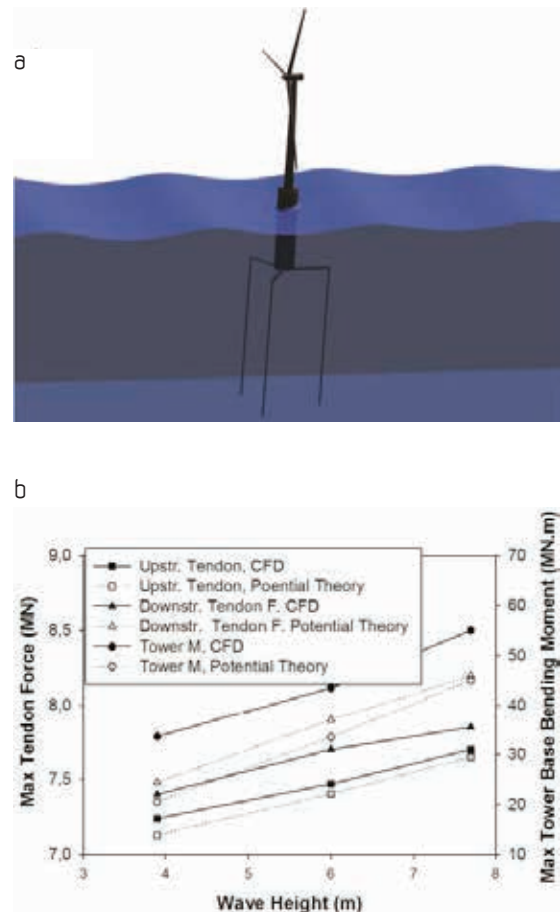 a
b
Max Tendon Force (MN)
9,0
8,5
8,0
7,5
7,0
Upstr. Tendon, CFD
Upstr. Tendon, Poential Theory
Downstr. Tendon F. CFD
Downstr. Tendon F. Potential Theory
Tower M, CFD
Tower M, Potential Theory
70
60
50
40
30
20
10
Max Tower Base Bending Moment (MN.m)
3 4 5 6 7 8
Wave Height (m)